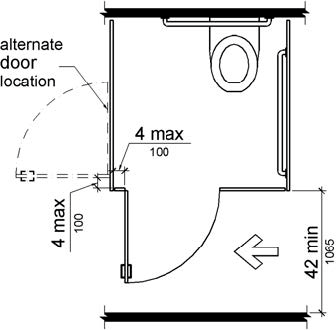 alternate
door
location
4 max
100
4 max
100
42 min
1065